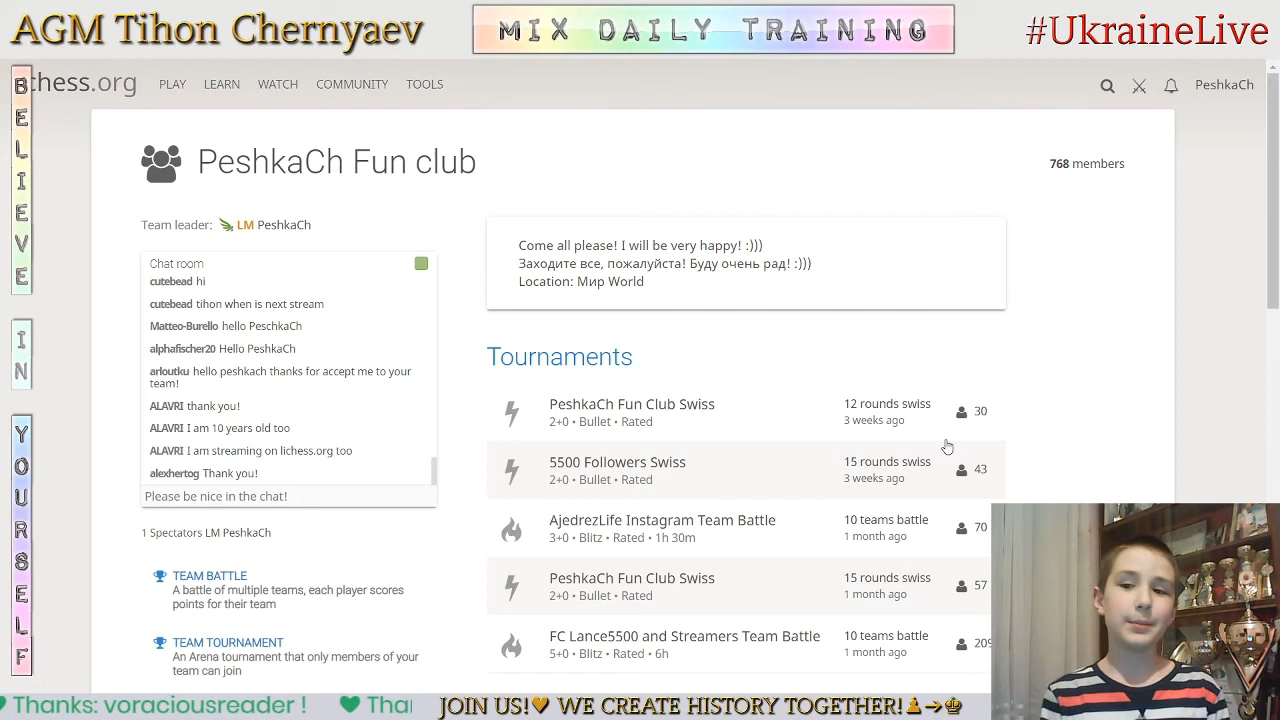 AGM Tihon Chernyaev
MIX DAILY TRAINING
#UkraineLive
BELIEVE
IN
YOURSELF
chess.org
PLAY LEARN WATCH COMMUNITY TOOLS
PeshkaCh
PeshkaCh Fun club
768 members
Team leader: LM PeshkaCh
Chat room
cutebead hi
cutebead tihon when is next stream
Matteo-Burello hello PeschkaCh
alphafischer20 Hello PeshkaCh
arloutku hello peshkach thanks for accept me to your
team!
ALAVRI thank you!
ALAVRI I am 10 years old too
ALAVRI I am streaming on lichess.org too
alexhertog Thank you!
Please be nice in the chat!
1 Spectators LM PeshkaCh
TEAM BATTLE
A battle of multiple teams, each player scores
points for their team
TEAM TOURNAMENT
An Arena tournament that only members of your
team can join
Come all please! I will be very happy! :)))
Заходите все, пожалуйста! Буду очень рад! :)))
Location: Мир World
Tournaments
PeshkaCh Fun Club Swiss 12 rounds swiss 30
2+0 • Bullet • Rated 3 weeks ago
5500 Followers Swiss 15 rounds swiss 43
2+0 • Bullet • Rated 3 weeks ago
AjedrezLife Instagram Team Battle 10 teams battle 70
3+0 • Blitz • Rated • 1h 30m 1 month ago
PeshkaCh Fun Club Swiss 15 rounds swiss 57
2+0 • Bullet • Rated 1 month ago
FC Lance5500 and Streamers Team Battle 10 teams battle
5+0 • Blitz • Rated • 6h 1 month ago
Thanks: voraciousreader !
JOIN US! WE CREATE HISTORY TOGETHER!